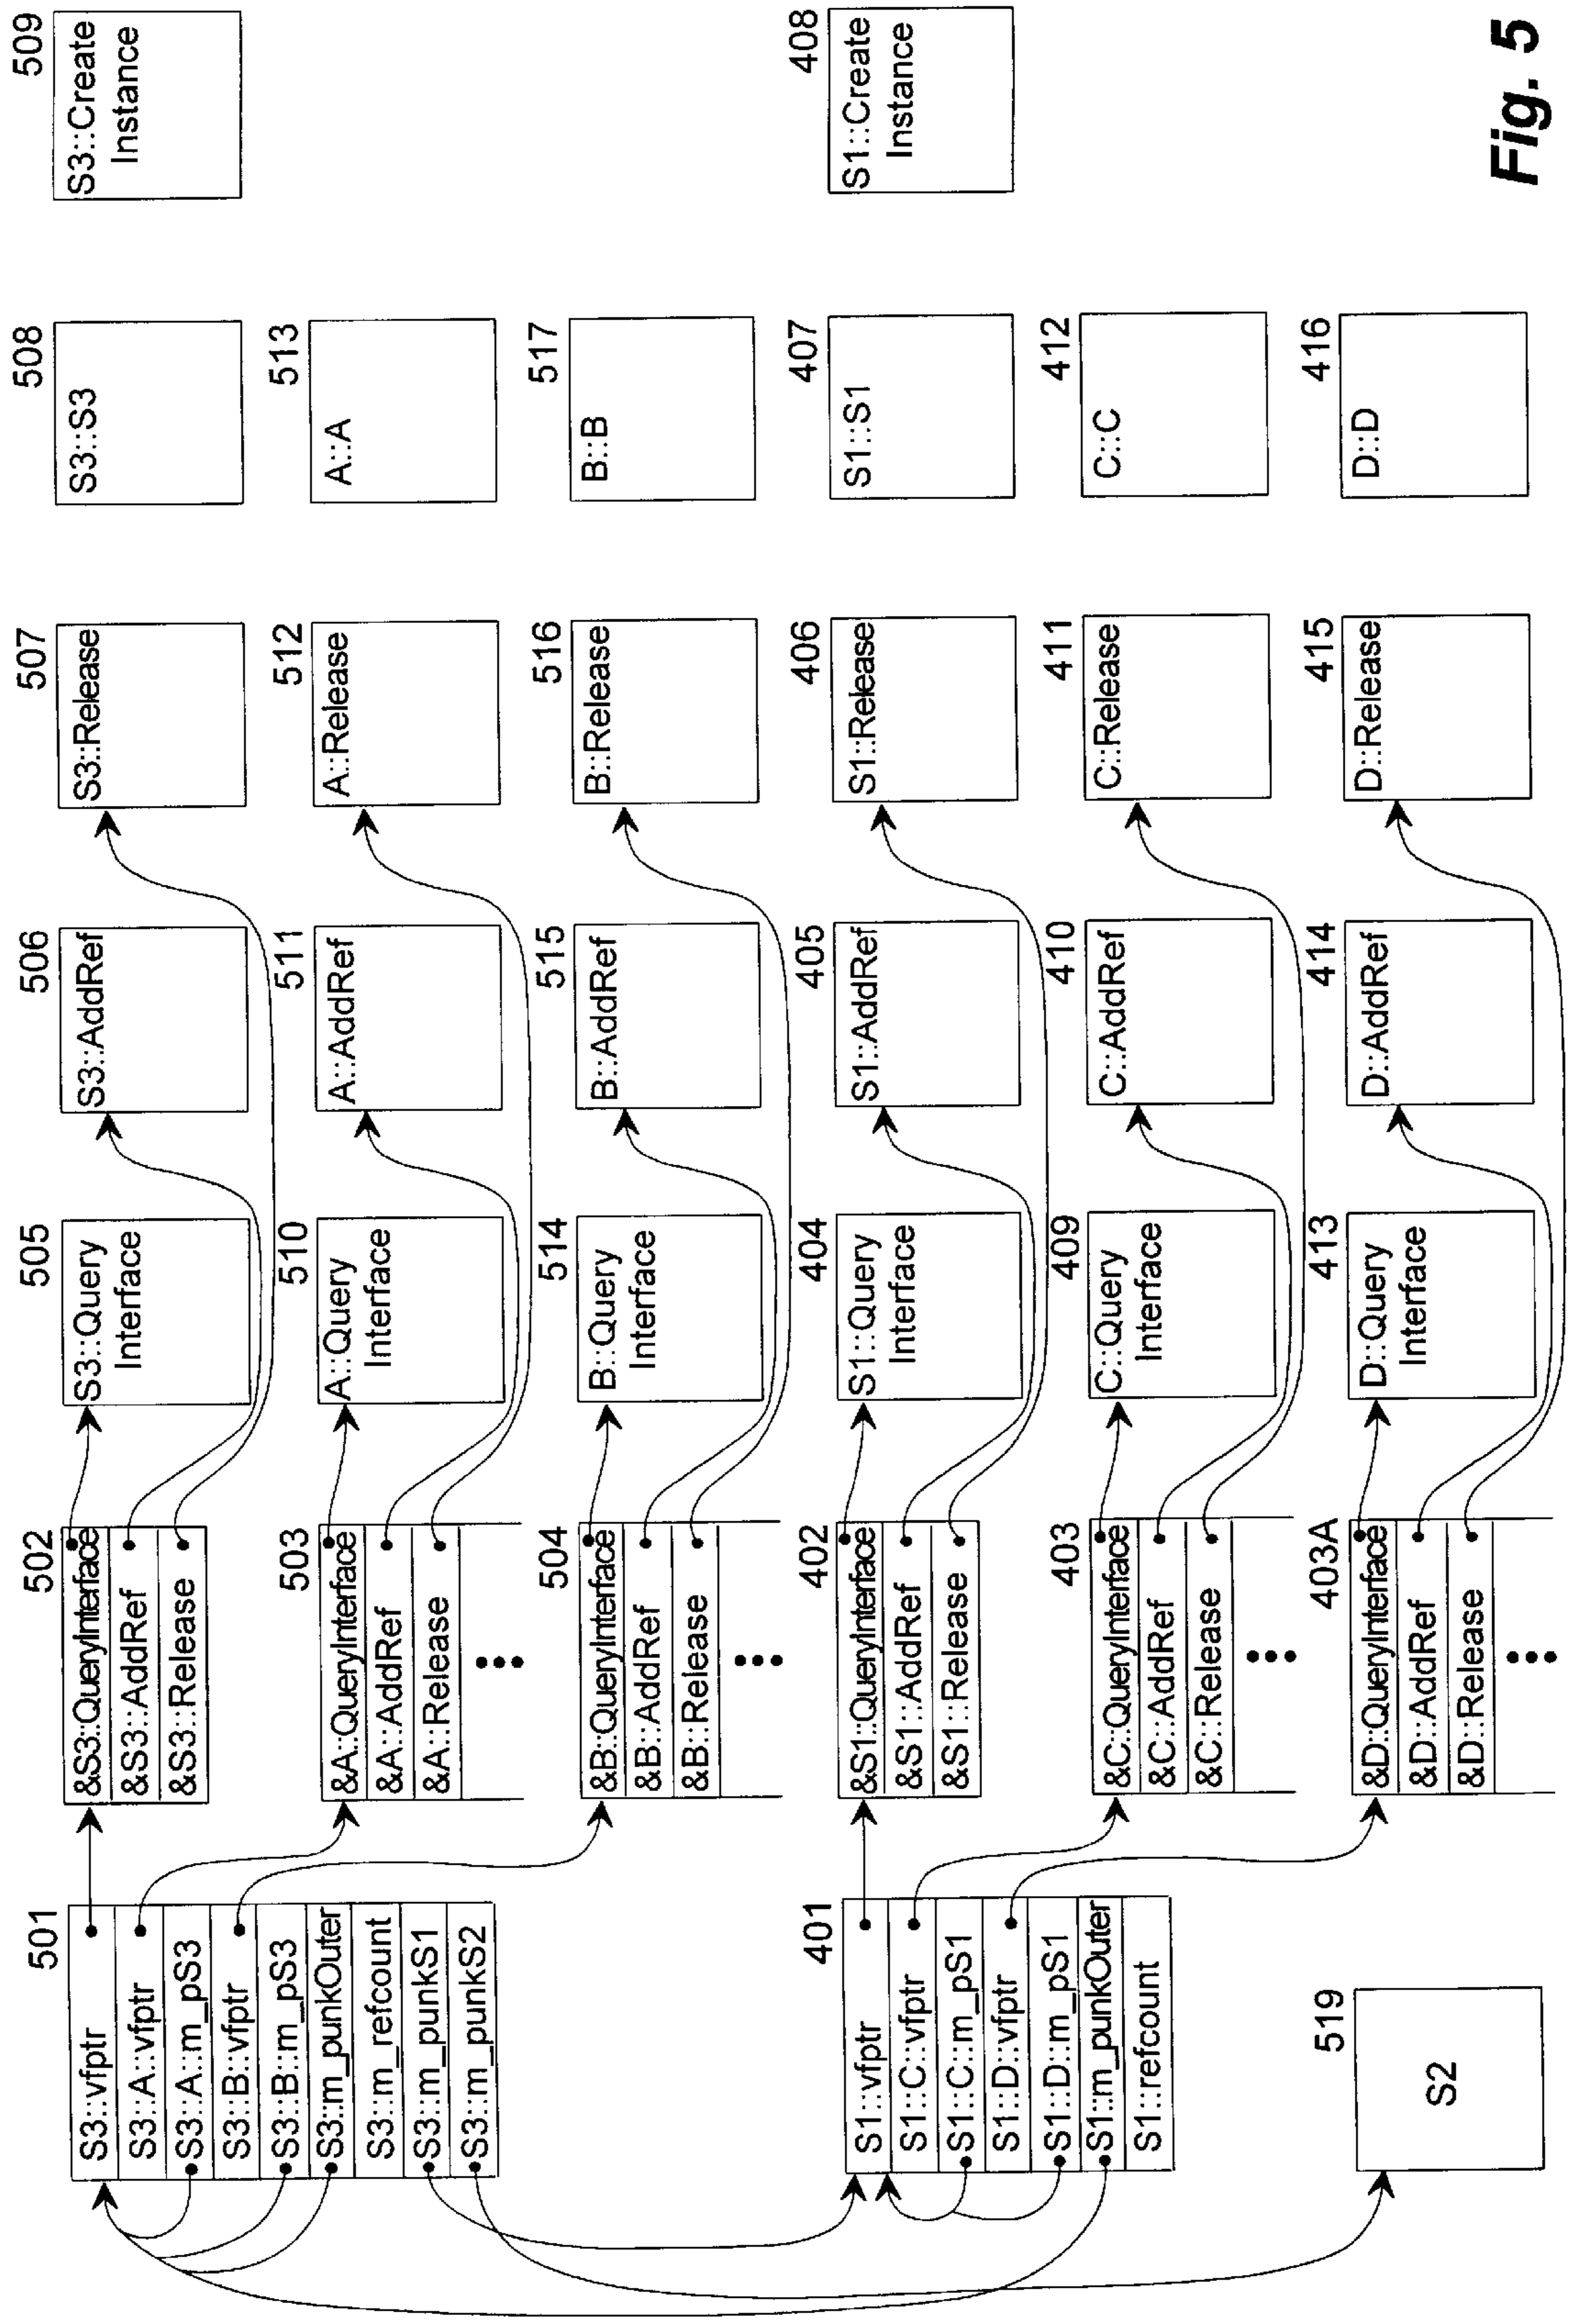 501
S3::vfptr
S3::A::vfptr
S3::A::m_pS3
S3::B::vfptr
S3::B::m_pS3
S3::m_punkOuter
S3::m_refcount
S3::m_punkS1
S3::m_punkS2
502
&S3::QueryInterface
&S3::AddRef
&S3::Release
505
S3::Query
Interface
506
S3::AddRef
507
S3::Release
508
S3::S3
509
S3::Create
Instance
503
&A::QueryInterface
&A::AddRef
&A::Release
510
A::Query
Interface
511
A::AddRef
512
A::Release
513
A::A
504
&B::QueryInterface
&B::AddRef
&B::Release
514
B::Query
Interface
515
B::AddRef
516
B::Release
517
B::B
401
S1::vfptr
S1::C::vfptr
S1::C::m_pS1
S1::D::vfptr
S1::D::m_pS1
S1::m_punkOuter
S1::refcount
402
&S1::QueryInterface
&S1::AddRef
&S1::Release
404
S1::Query
Interface
405
S1::AddRef
406
S1::Release
407
S1::S1
408
S1::Create
Instance
403
&C::QueryInterface
&C::AddRef
&C::Release
409
C::Query
Interface
410
C::AddRef
411
C::Release
412
C::C
519
S2
403A
&D::QueryInterface
&D::AddRef
&D::Release
413
D::Query
Interface
414
D::AddRef
415
D::Release
416
D::D
Fig. 5